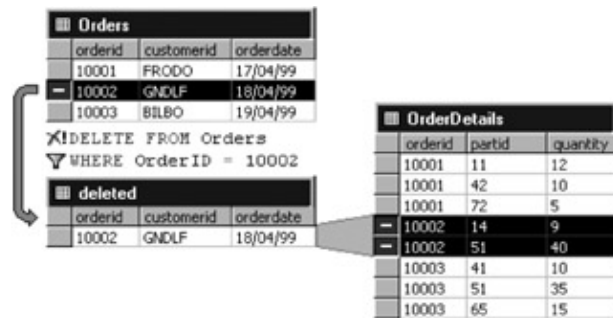 Orders
orderid customerid orderdate
10001 FRODO 17/04/99
10002 GNDLF 18/04/99
10003 BILBO 19/04/99
DELETE FROM Orders
WHERE OrderID = 10002
deleted
orderid customerid orderdate
10002 GNDLF 18/04/99
OrderDetails
orderid partid quantity
10001 11 12
10001 42 10
10001 72 5
10002 14 9
10002 51 40
10003 41 10
10003 51 35
10003 65 15